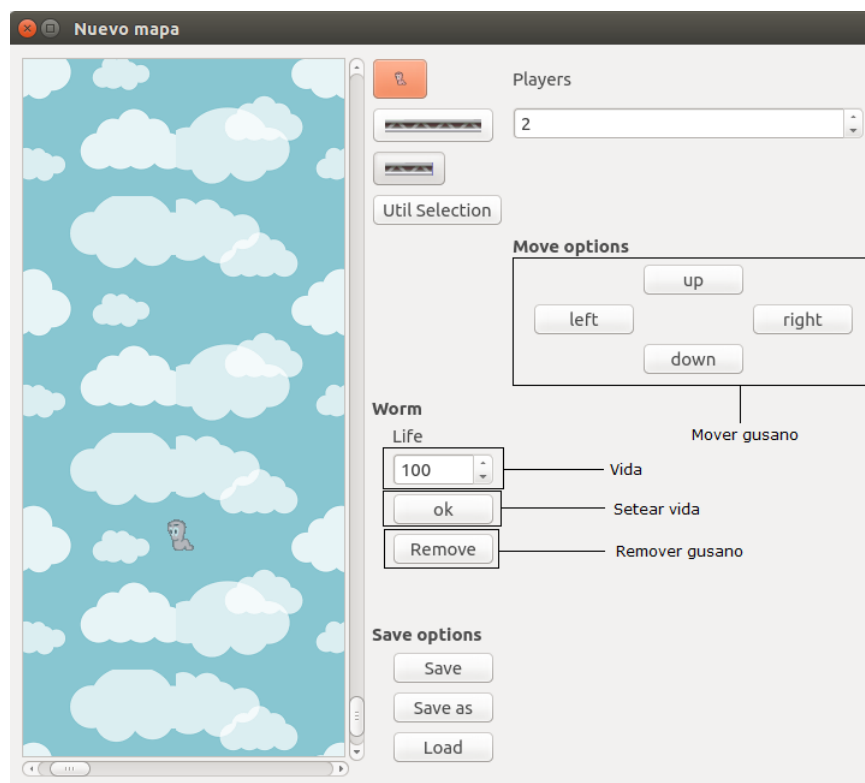 Nuevo mapa
Players
2
Util Selection
Move options
up
left
right
down
Mover gusano
Worm
Life
100
Vida
ok
Setear vida
Remove
Remover gusano
Save options
Save
Save as
Load